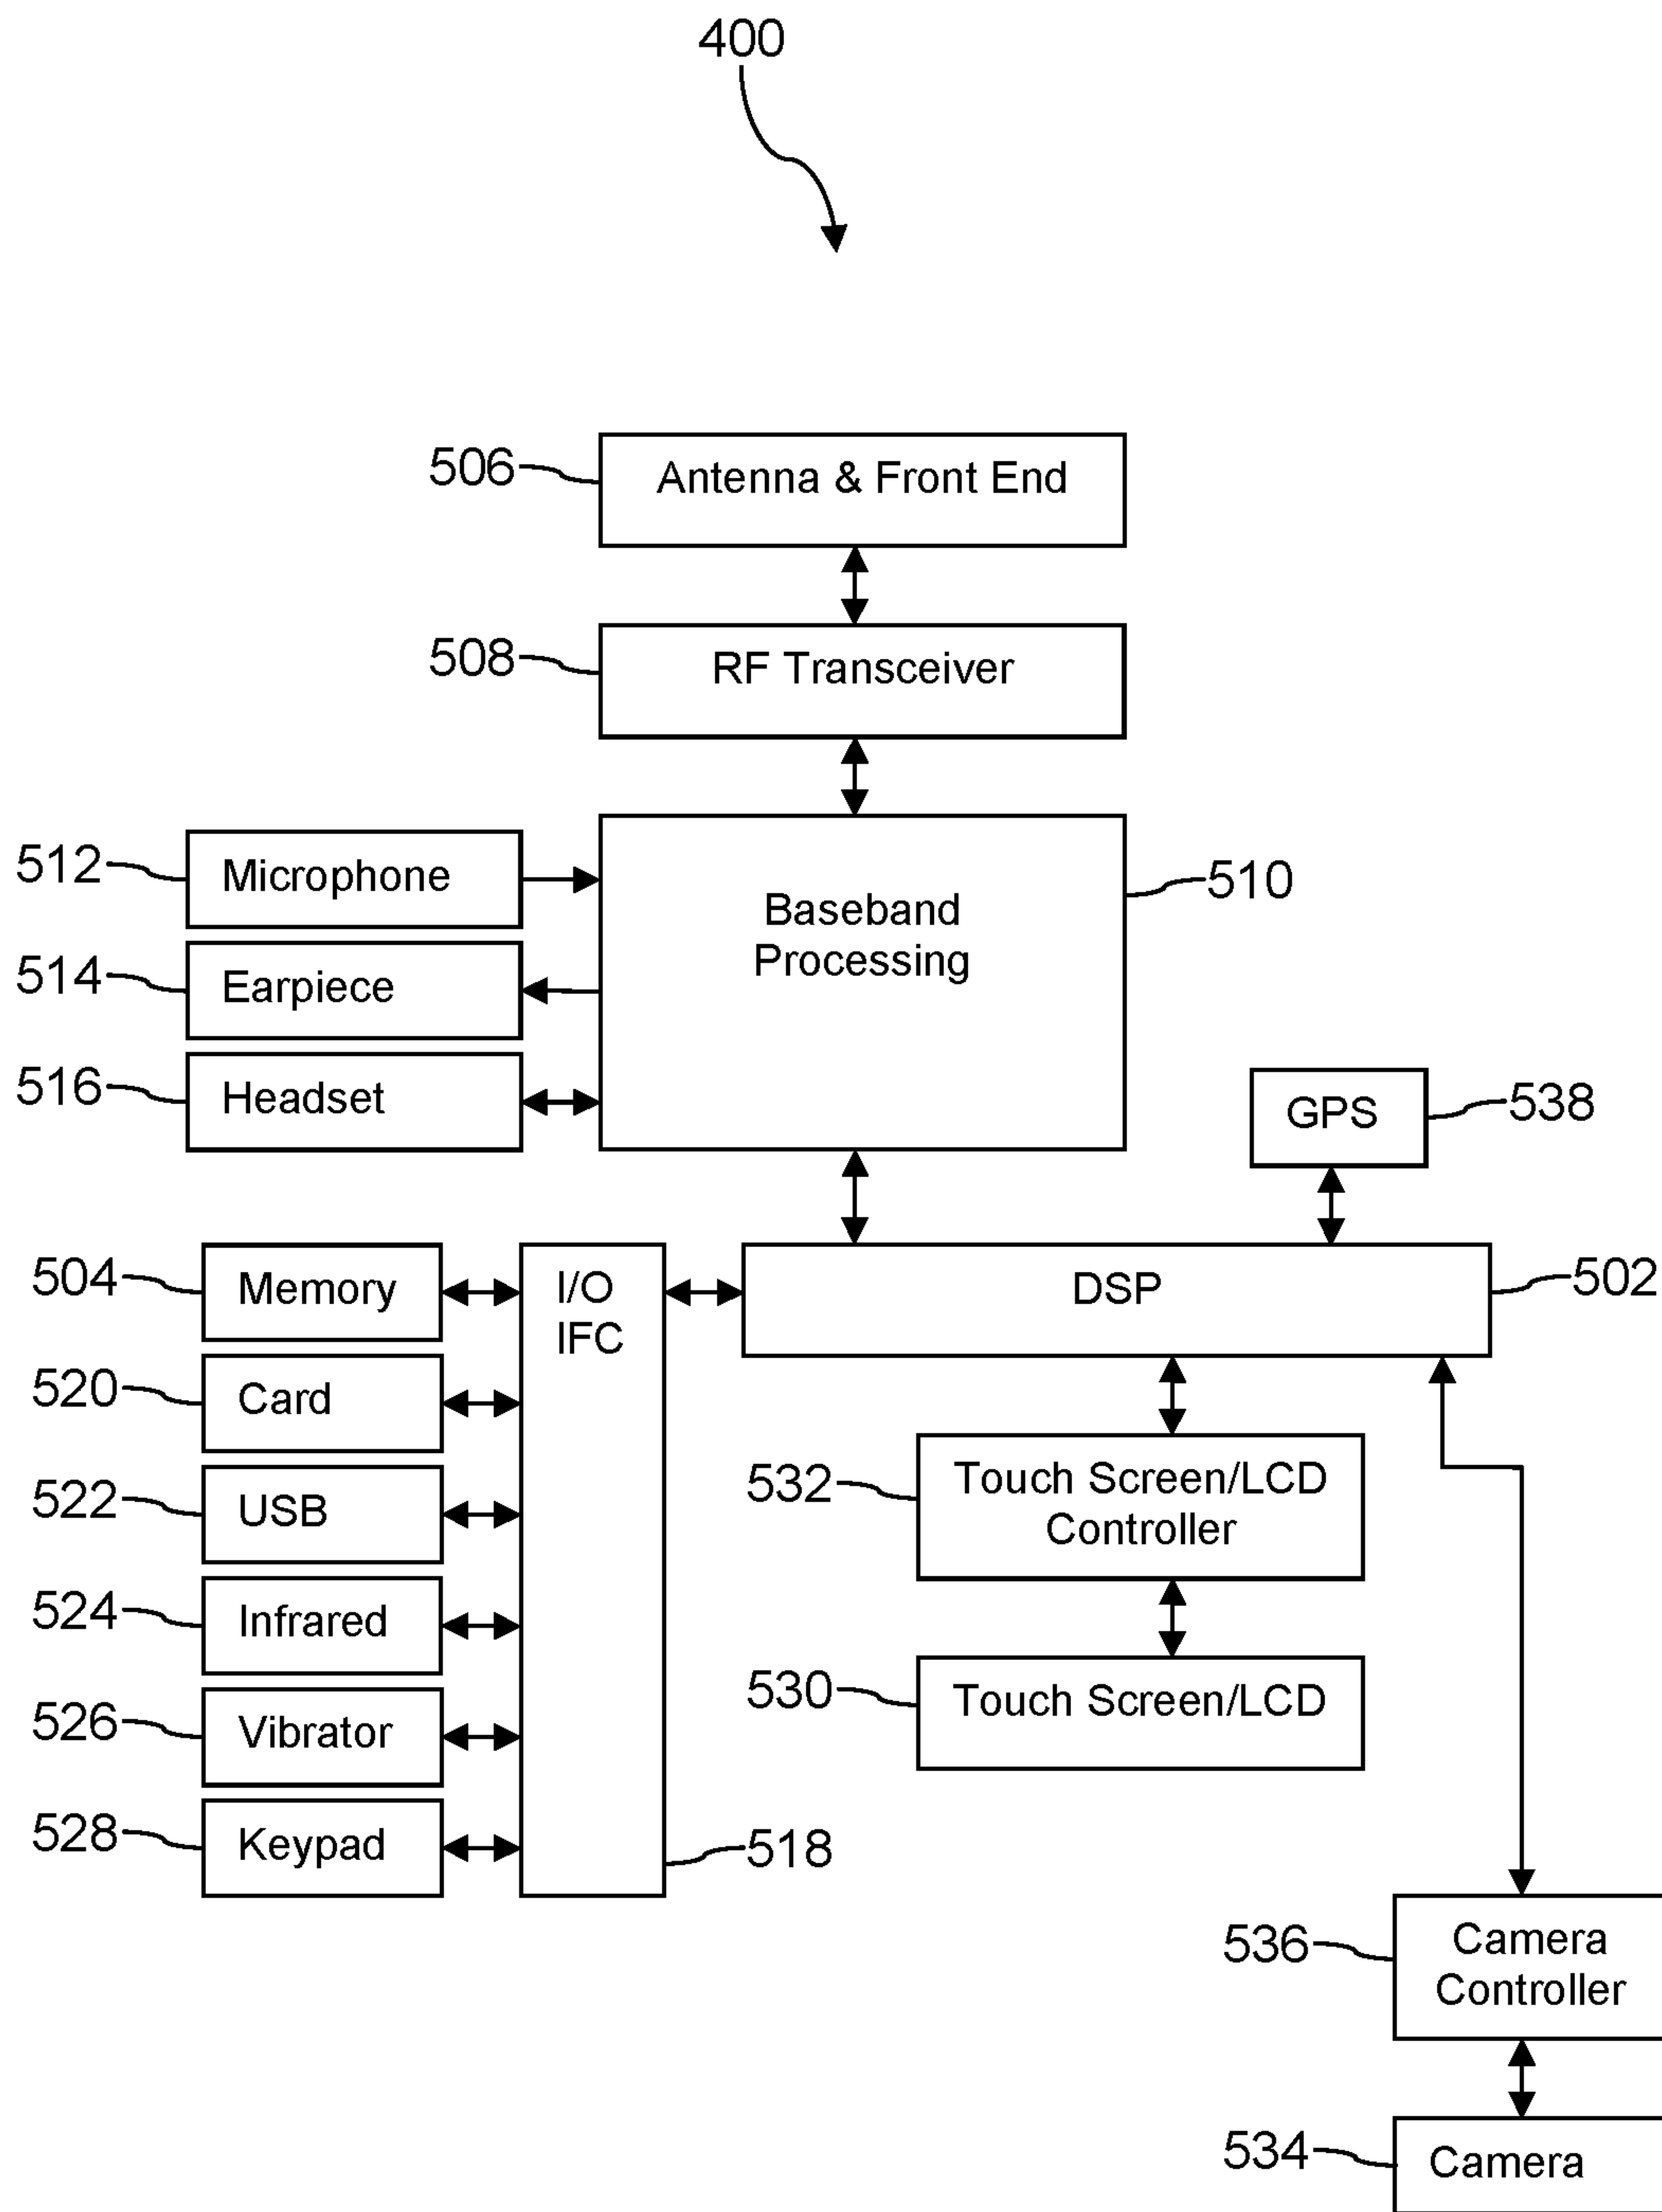 400
506 Antenna & Front End
508 RF Transceiver
512 Microphone
Baseband
Processing
510
514 Earpiece
516 Headset
GPS 538
504 Memory
I/O
IFC
DSP 502
520 Card
522 USB
532 Touch Screen/LCD
Controller
524 Infrared
530 Touch Screen/LCD
526 Vibrator
528 Keypad
518
536 Camera
Controller
534 Camera